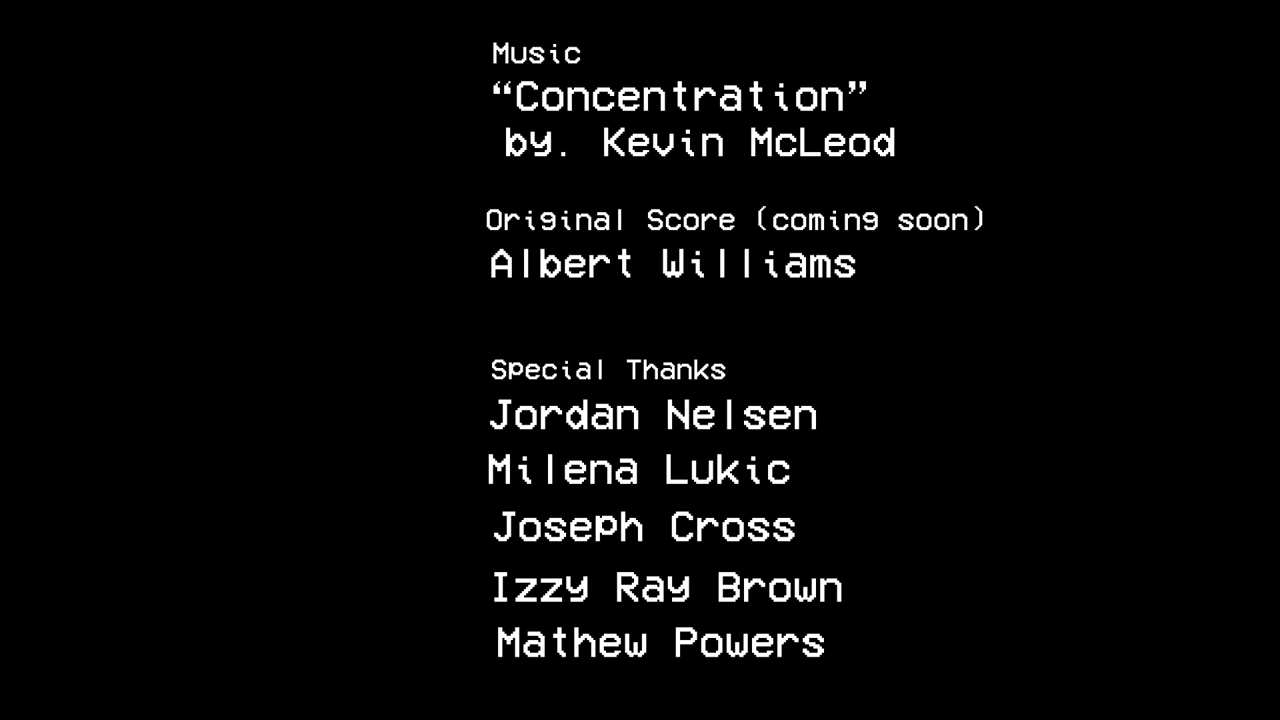 Music
“Concentration”
by. Kevin McLeod
Original Score (coming soon)
Albert Williams
Special Thanks
Jordan Nelsen
Milena Lukic
Joseph Cross
Izzy Ray Brown
Mathew Powers